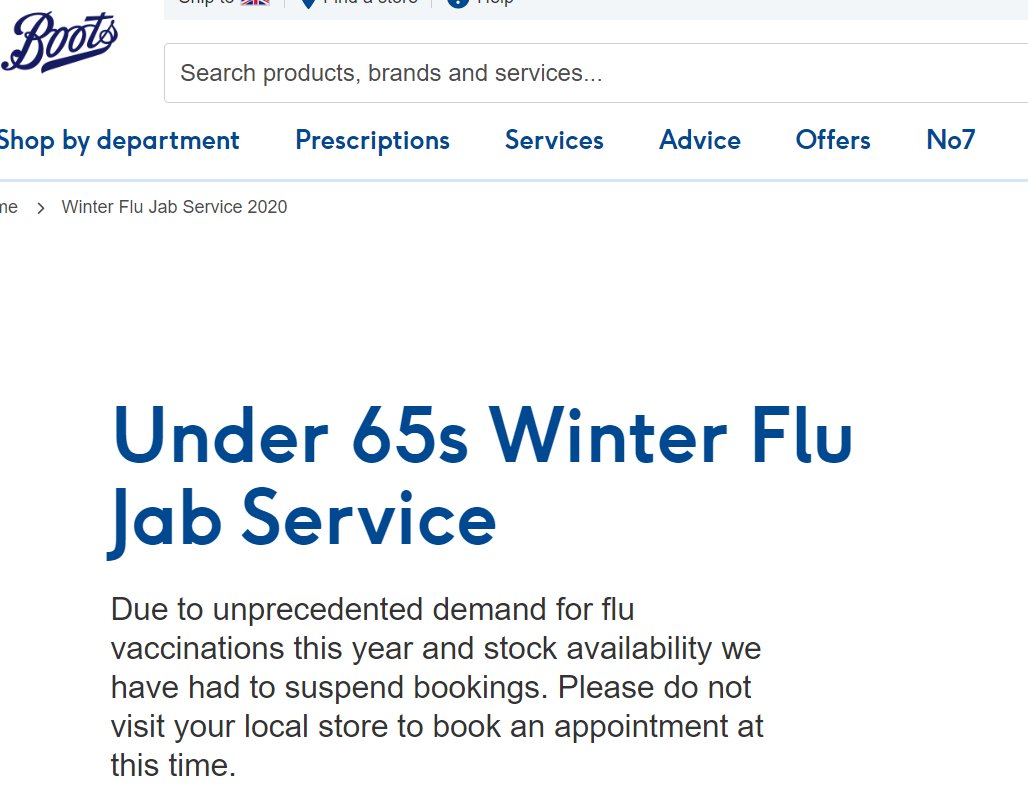 Ship to Find a store Help
Boots
Search products, brands and services...
Shop by department Prescriptions Services Advice Offers No7
me > Winter Flu Jab Service 2020
Under 65s Winter Flu
Jab Service
Due to unprecedented demand for flu
vaccinations this year and stock availability we
have had to suspend bookings. Please do not
visit your local store to book an appointment at
this time.